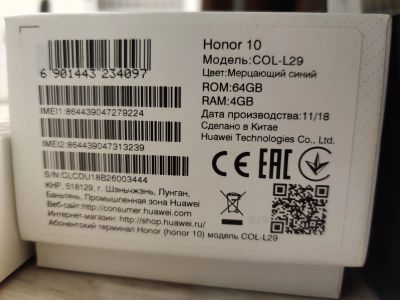 Honor 10
Модель:COL-L29
Цвет:Мерцающий синий
ROM:64GB
RAM:4GB
Дата производства:11/18
Сделано в Китае
Huawei Technologies Co., Ltd.
6 901443 234097
IMEI1:864439047279224
IMEI2:864439047313239
S/N:CLCDU18B26003444
CE EAC
КНР, 518129, г. Шэньчжэнь, Лунган,
Баньтянь, Промышленная зона Huawei
Веб-сайт:http://consumer.huawei.com
Интернет-магазин:http://shop.huawei.ru/
Абонентский терминал Honor (honor 10) модель COL-L29